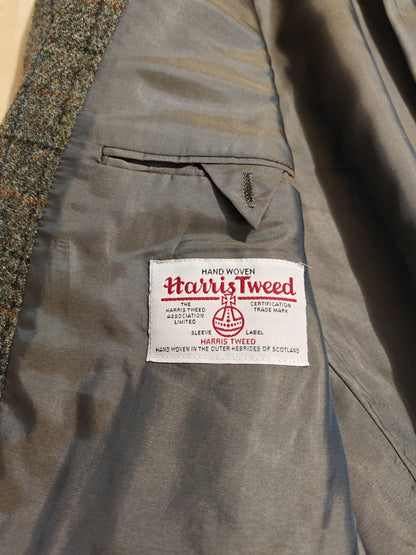 HAND WOVEN
Harris Tweed
THE HARRIS TWEED ASSOCIATION LIMITED
CERTIFICATION TRADE MARK
SLEEVE LABEL
HARRIS TWEED
HAND WOVEN IN THE OUTER HEBRIDES OF SCOTLAND